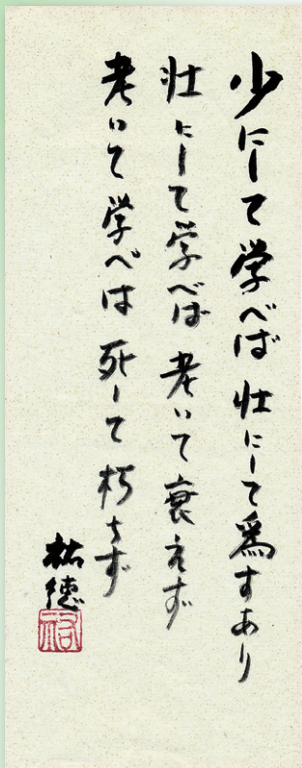 少にして学べば 壮にして為すあり
壮にして学べば 老いて衰えず
老いて学べば 死して朽ちず
祐徳